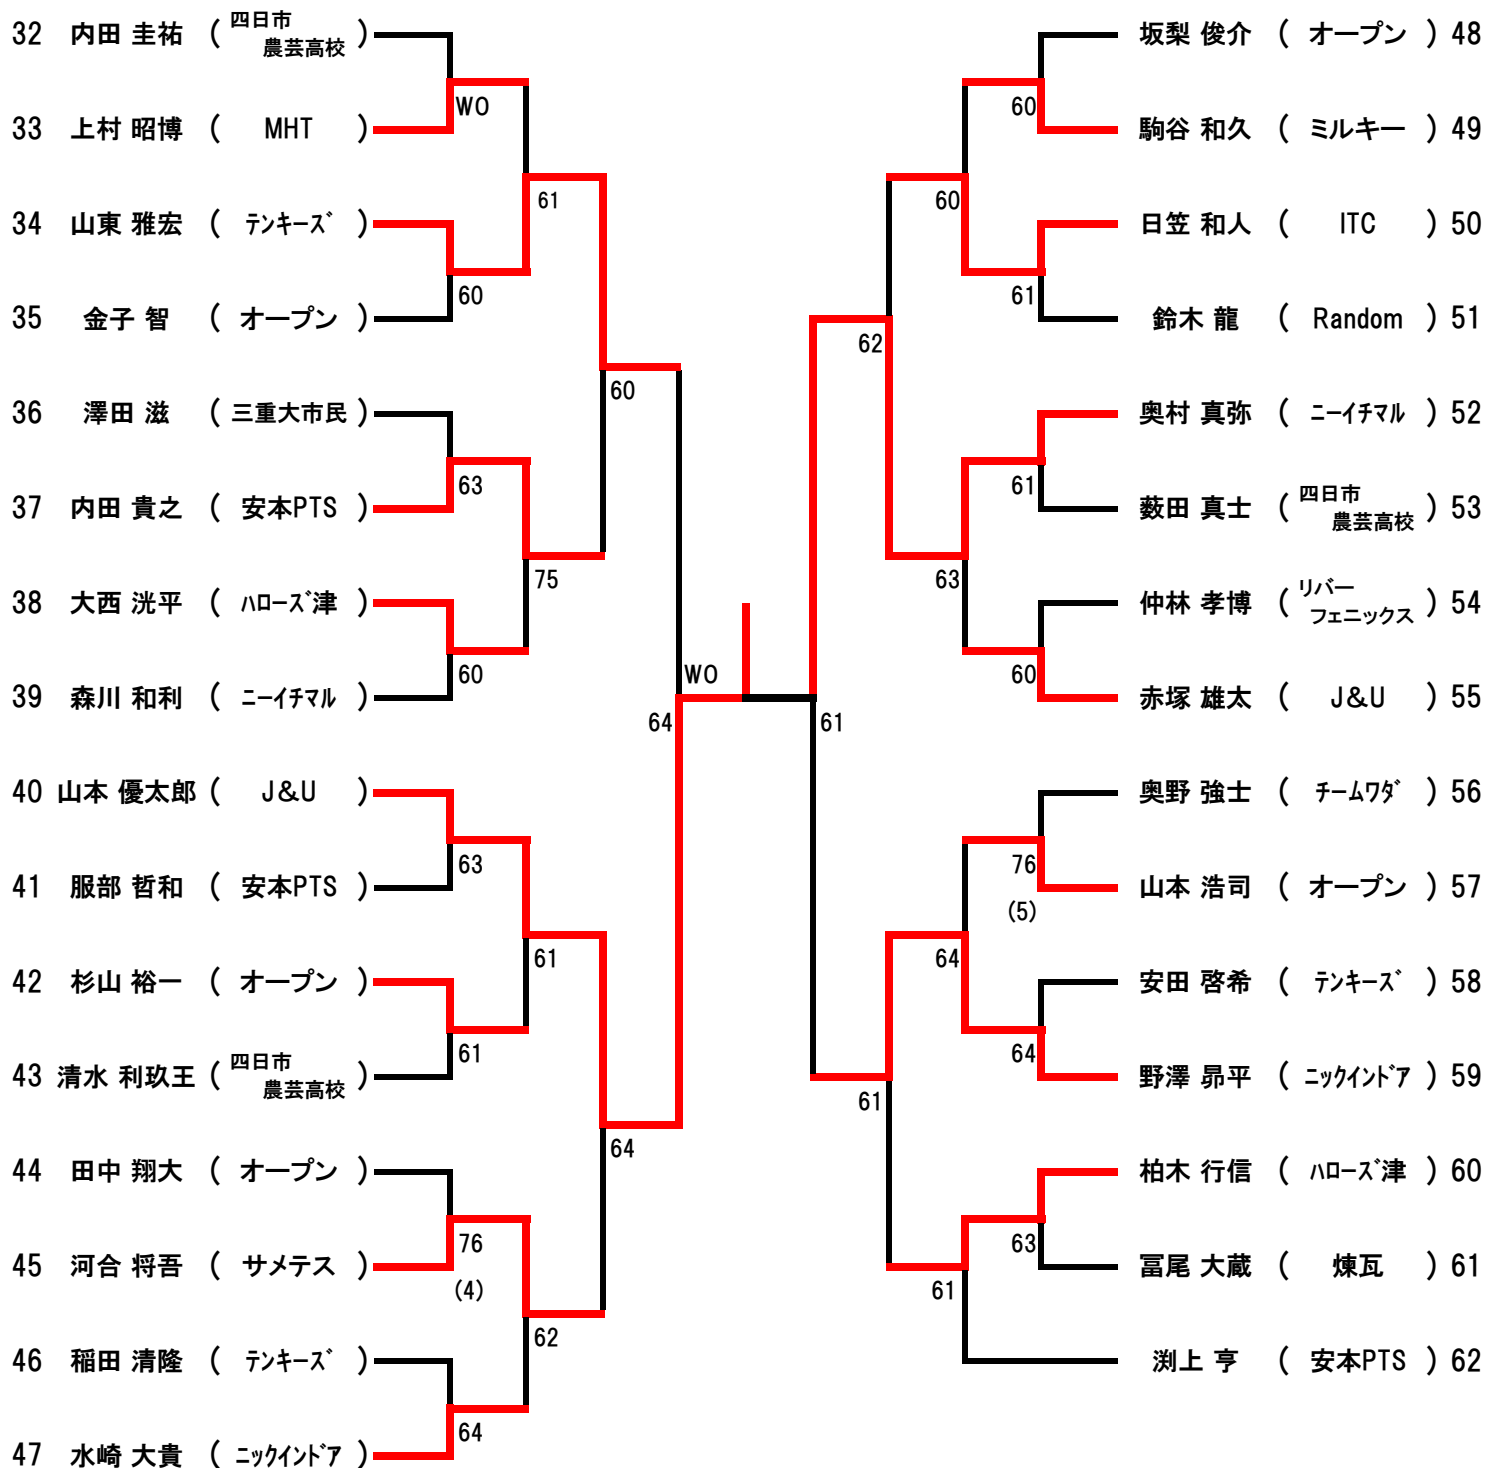 32 内田 圭祐 ( 四日市 農芸高校 )
33 上村 昭博 ( MHT )
34 山東 雅宏 ( テンキーズ )
35 金子 智 ( オープン )
36 澤田 滋 ( 三重大市民 )
37 内田 貴之 ( 安本PTS )
38 大西 洸平 ( ハローズ津 )
39 森川 和利 ( ニーイチマル )
40 山本 優太郎 ( J&U )
41 服部 哲和 ( 安本PTS )
42 杉山 裕一 ( オープン )
43 清水 利玖王 ( 四日市 農芸高校 )
44 田中 翔大 ( オープン )
45 河合 将吾 ( サメテス )
46 稲田 清隆 ( テンキーズ )
47 水崎 大貴 ( ニックインドア )
WO
60
63
60
63
61
76
(4)
64
61
75
61
62
60
64
64
WO
61
62
61
60
63
64
61
60
61
61
60
76
(5)
64
63
坂梨 俊介 ( オープン ) 48
駒谷 和久 ( ミルキー ) 49
日笠 和人 ( ITC ) 50
鈴木 龍 ( Random ) 51
奥村 真弥 ( ニーイチマル ) 52
薮田 真士 ( 四日市 農芸高校 ) 53
仲林 孝博 ( リバー フェニックス ) 54
赤塚 雄太 ( J&U ) 55
奥野 強士 ( チームワダ ) 56
山本 浩司 ( オープン ) 57
安田 啓希 ( テンキーズ ) 58
野澤 昂平 ( ニックインドア ) 59
柏木 行信 ( ハローズ津 ) 60
冨尾 大蔵 ( 煉瓦 ) 61
渕上 亨 ( 安本PTS ) 62